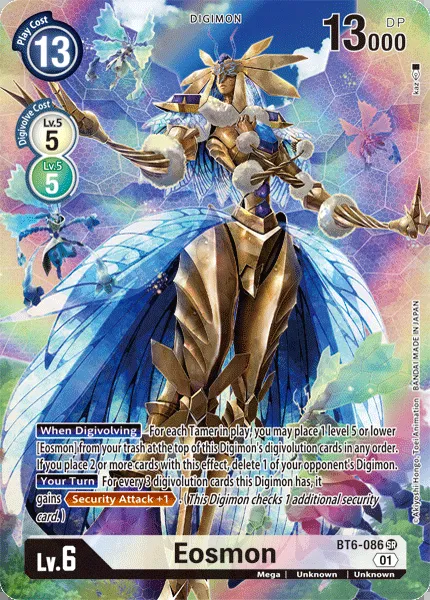 DIGIMON
Play Cost
13
DP
13000
Digivolve Cost
Lv.5
5
Lv.5
5
kaz
When Digivolving For each Tamer in play, you may place 1 level 5 or lower
[Eosmon] from your trash at the top of this Digimon's digivolution cards in any order.
If you place 2 or more cards with this effect, delete 1 of your opponent's Digimon.
Your Turn For every 3 digivolution cards this Digimon has, it
gains Security Attack +1 . (This Digimon checks 1 additional security
card.)
©Akiyoshi Hongo, Toei Animation BANDAI MADE IN JAPAN
Lv.6
Eosmon
BT6-086 SR
01
Mega | Unknown | Unknown